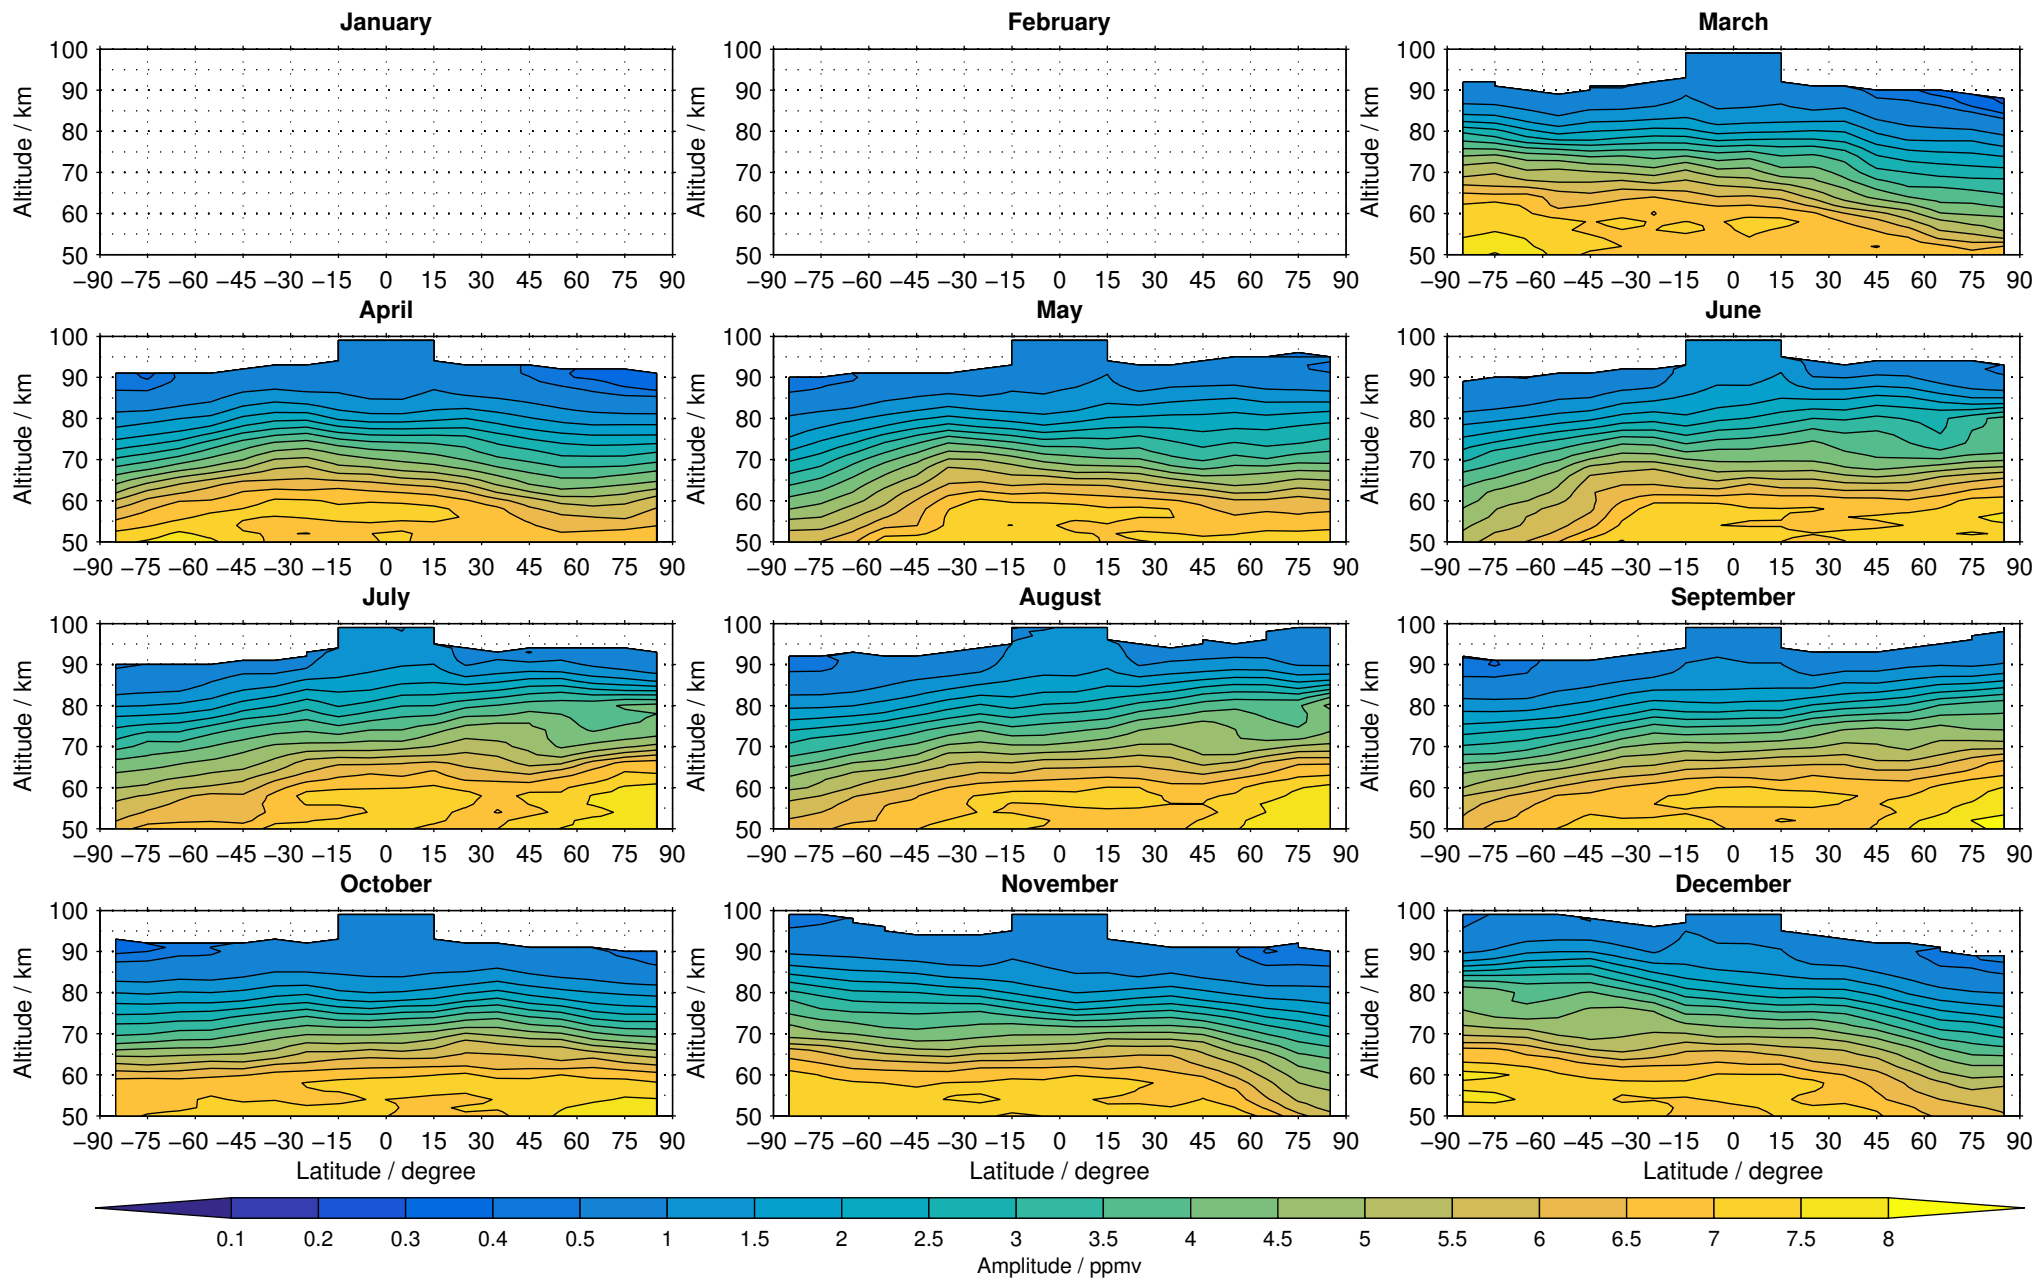 January February March
100 100 100
90 90 90
Altitude / km Altitude / km Altitude / km
80 80 80
70 70 70
60 60 60
50 50 50
−90 −75 −60 −45 −30 −15 0 15 30 45 60 75 90 −90 −75 −60 −45 −30 −15 0 15 30 45 60 75 90 −90 −75 −60 −45 −30 −15 0 15 30 45 60 75 90
April May June
100 100 100
90 90 90
Altitude / km Altitude / km Altitude / km
80 80 80
70 70 70
60 60 60
50 50 50
−90 −75 −60 −45 −30 −15 0 15 30 45 60 75 90 −90 −75 −60 −45 −30 −15 0 15 30 45 60 75 90 −90 −75 −60 −45 −30 −15 0 15 30 45 60 75 90
July August September
100 100 100
90 90 90
Altitude / km Altitude / km Altitude / km
80 80 80
70 70 70
60 60 60
50 50 50
−90 −75 −60 −45 −30 −15 0 15 30 45 60 75 90 −90 −75 −60 −45 −30 −15 0 15 30 45 60 75 90 −90 −75 −60 −45 −30 −15 0 15 30 45 60 75 90
October November December
100 100 100
90 90 90
Altitude / km Altitude / km Altitude / km
80 80 80
70 70 70
60 60 60
50 50 50
−90 −75 −60 −45 −30 −15 0 15 30 45 60 75 90 −90 −75 −60 −45 −30 −15 0 15 30 45 60 75 90 −90 −75 −60 −45 −30 −15 0 15 30 45 60 75 90
Latitude / degree Latitude / degree Latitude / degree
0.1 0.2 0.3 0.4 0.5 1 1.5 2 2.5 3 3.5 4 4.5 5 5.5 6 6.5 7 7.5 8
Amplitude / ppmv